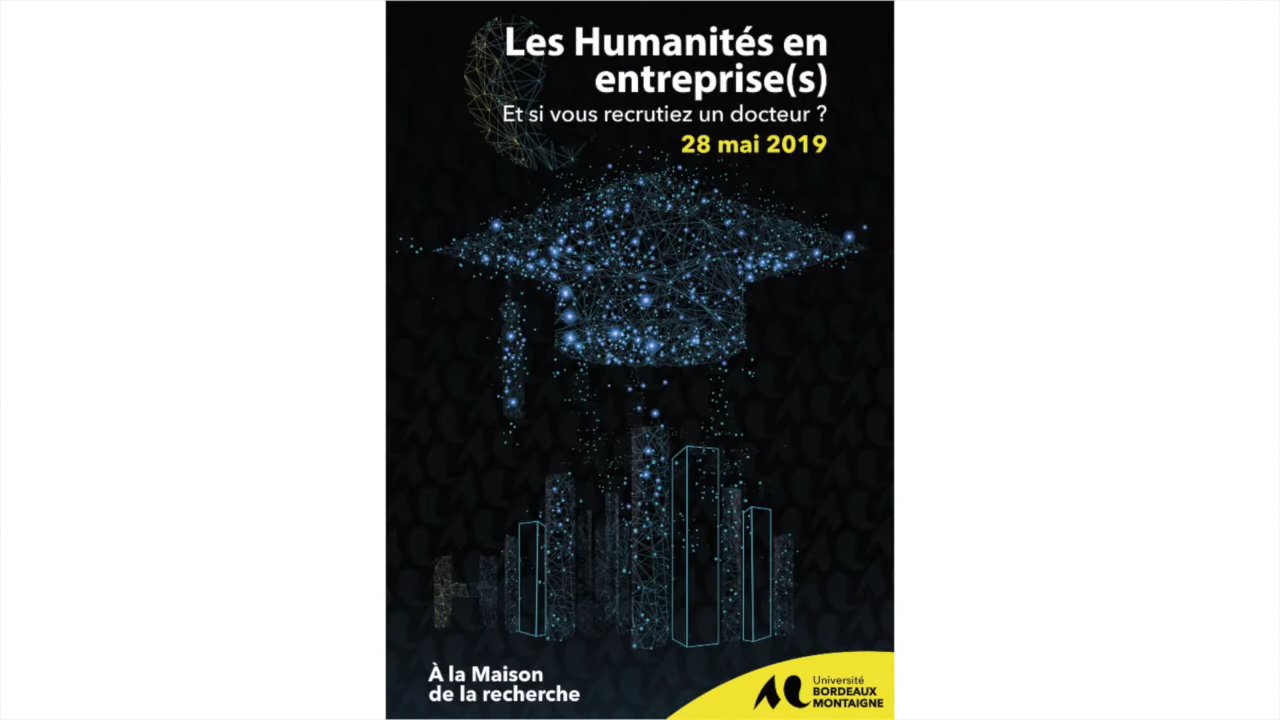 Les Humanités en
entreprise(s)
Et si vous recrutiez un docteur ?
28 mai 2019
À la Maison
de la recherche
Université
BORDEAUX
MONTAIGNE